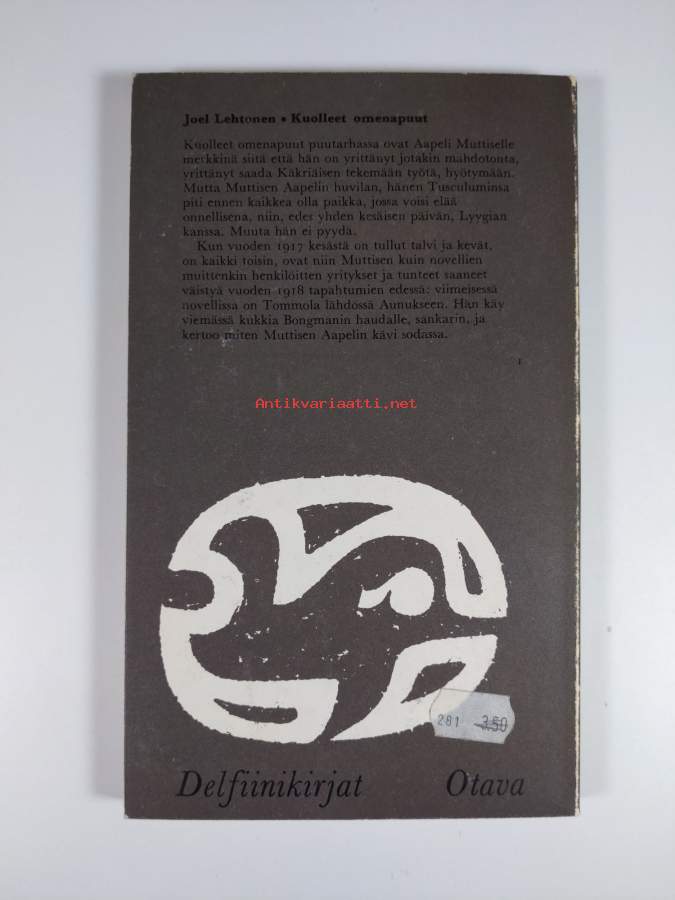 Joel Lehtonen • Kuolleet omenapuut
Kuolleet omenapuut puutarhassa ovat Aapeli Muttiselle
merkkinä siitä että hän on yrittänyt jotakin mahdotonta,
yrittänyt saada Käkriäisen tekemään työtä, hyötymään.
Mutta Muttisen Aapelin huvilan, hänen Tusculuminsa
piti ennen kaikkea olla paikka, jossa voisi elää
onnellisena, niin, edes yhden kesäisen päivän, Lyygian
kanssa. Muuta hän ei pyydä.
Kun vuoden 1917 kesästä on tullut talvi ja kevät,
on kaikki toisin, ovat niin Muttisen kuin novellien
muittenkin henkilöitten yritykset ja tunteet saaneet
väistyä vuoden 1918 tapahtumien edessä: viimeisessä
novellissa on Tommola lähdössä Aunukseen. Hän käy
viemässä kukkia Bongmanin haudalle, sankarin, ja
kertoo miten Muttisen Aapelin kävi sodassa.
Antikvariaatti.net
281 3.50
Delfiinikirjat Otava